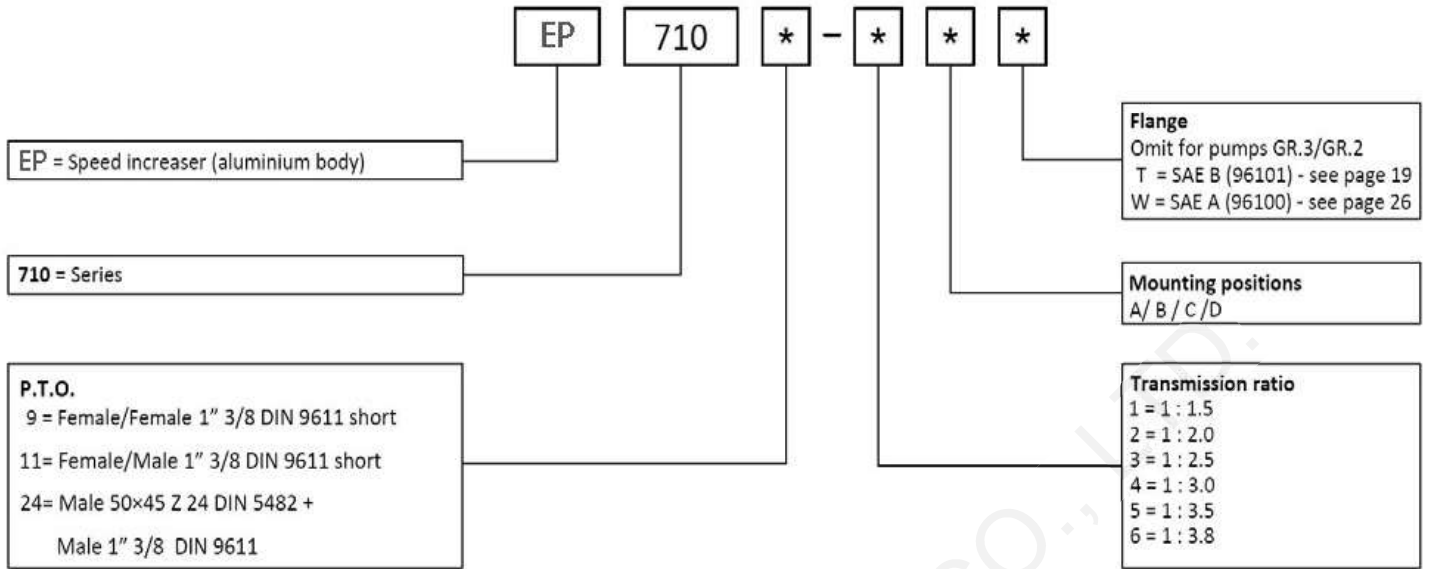 EP 710 * - * * *
EP = Speed increaser (aluminium body)
710 = Series
P.T.O.
9 = Female/Female 1" 3/8 DIN 9611 short
11= Female/Male 1" 3/8 DIN 9611 short
24= Male 50×45 Z 24 DIN 5482 +
Male 1" 3/8 DIN 9611
Flange
Omit for pumps GR.3/GR.2
T = SAE B (96101) - see page 19
W = SAE A (96100) - see page 26
Mounting positions
A/ B / C /D
Transmission ratio
1 = 1 : 1.5
2 = 1 : 2.0
3 = 1 : 2.5
4 = 1 : 3.0
5 = 1 : 3.5
6 = 1 : 3.8
CO., LTD.